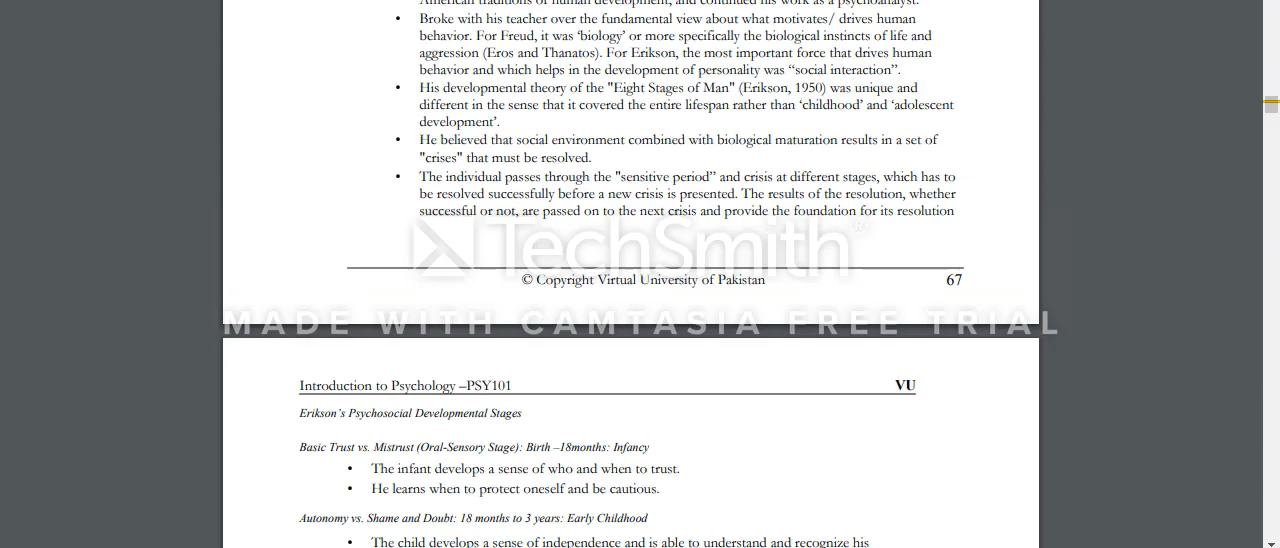 American traditions of human development, and continued his work as a psychoanalyst.
• Broke with his teacher over the fundamental view about what motivates/ drives human
behavior. For Freud, it was ‘biology’ or more specifically the biological instincts of life and
aggression (Eros and Thanatos). For Erikson, the most important force that drives human
behavior and which helps in the development of personality was “social interaction”.
• His developmental theory of the "Eight Stages of Man" (Erikson, 1950) was unique and
different in the sense that it covered the entire lifespan rather than ‘childhood’ and ‘adolescent
development’.
• He believed that social environment combined with biological maturation results in a set of
"crises" that must be resolved.
• The individual passes through the "sensitive period” and crisis at different stages, which has to
be resolved successfully before a new crisis is presented. The results of the resolution, whether
successful or not, are passed on to the next crisis and provide the foundation for its resolution
TechSmith®
© Copyright Virtual University of Pakistan 67
MADE WITH CAMTASIA FREE TRIAL
Introduction to Psychology –PSY101 VU
Erikson’s Psychosocial Developmental Stages
Basic Trust vs. Mistrust (Oral-Sensory Stage): Birth –18months: Infancy
• The infant develops a sense of who and when to trust.
• He learns when to protect oneself and be cautious.
Autonomy vs. Shame and Doubt: 18 months to 3 years: Early Childhood
• The child develops a sense of independence and is able to understand and recognize his